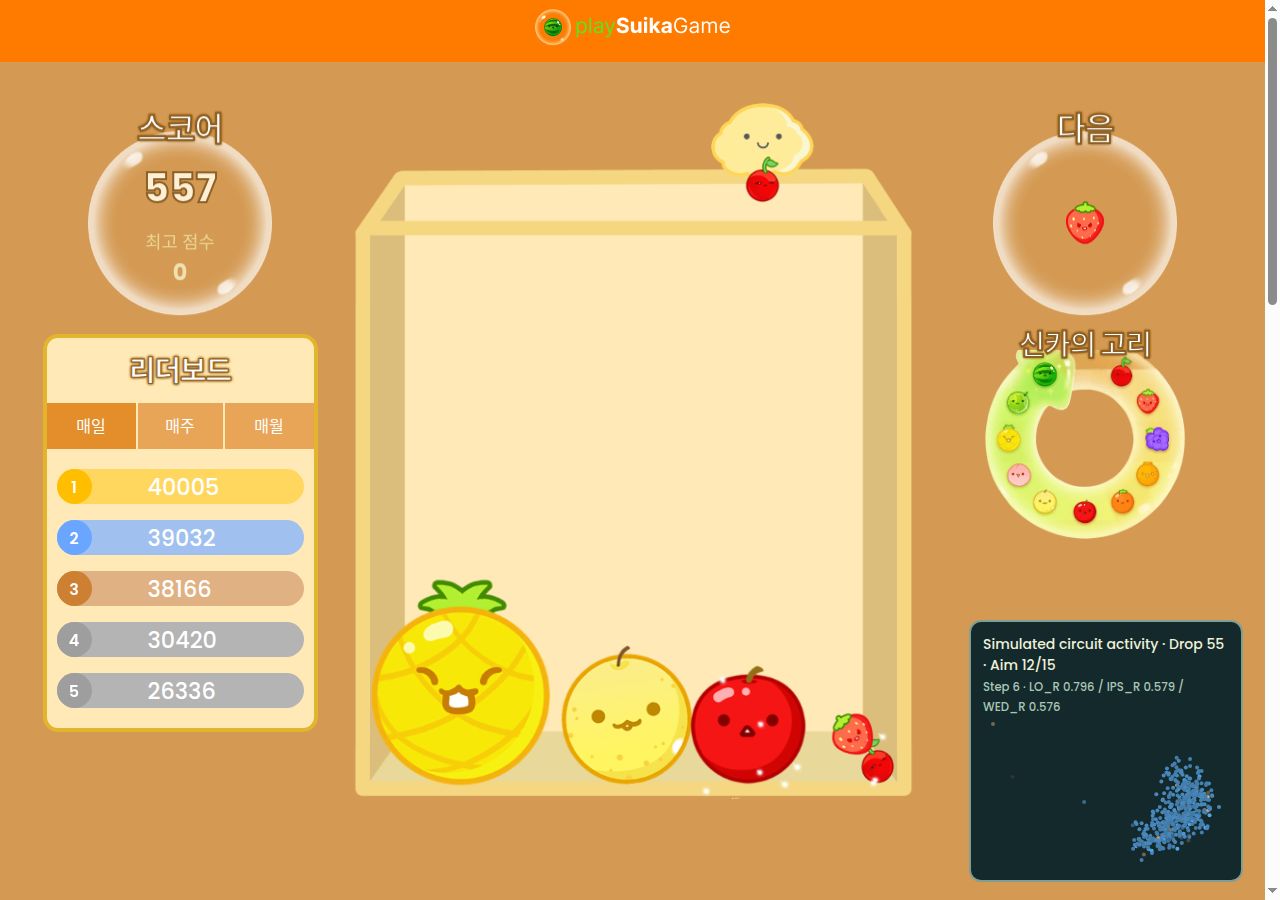 playSuikaGame
스코어
557
최고 점수
0
다음
신카의 고리
리더보드
매일 매주 매월
1 40005
2 39032
3 38166
4 30420
5 26336
Simulated circuit activity · Drop 55
· Aim 12/15
Step 6 · LO_R 0.796 / IPS_R 0.579 /
WED_R 0.576